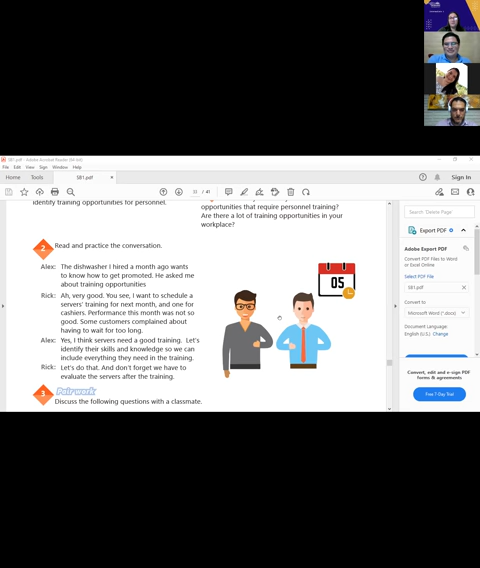 SB1.pdf - Adobe Acrobat Reader (64-bit)
File Edit View Sign Window Help
Home Tools SB1.pdf × Sign In
31 / 41
identify training opportunities for personnel.
opportunities that require personnel training?
Are there a lot of training opportunities in your
workplace?
2 Read and practice the conversation.
Alex: The dishwasher I hired a month ago wants
to know how to get promoted. He asked me
about training opportunities
Rick: Ah, very good. You see, I want to schedule a
servers' training for next month, and one for
cashiers. Performance this month was not so
good. Some customers complained about
having to wait for too long.
Alex: Yes, I think servers need a good training. Let's
identify their skills and knowledge so we can
include everything they need in the training.
Rick: Let's do that. And don't forget we have to
evaluate the servers after the training.
05
3 Pair work
Discuss the following questions with a classmate.
Search 'Delete Page'
Export PDF
Adobe Export PDF
Convert PDF Files to Word
or Excel Online
Select PDF File
SB1.pdf
Convert to
Microsoft Word (*.docx)
Document Language:
English (U.S.) Change
Convert, edit and e-sign PDF
forms & agreements
Free 7-Day Trial